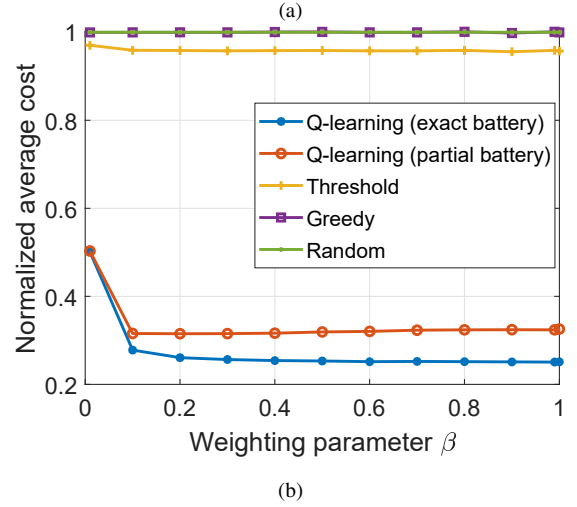 (a)
Normalized average cost
1
0.8
0.6
0.4
0.2
Q-learning (exact battery)
Q-learning (partial battery)
Threshold
Greedy
Random
0 0.2 0.4 0.6 0.8 1
Weighting parameter β
(b)